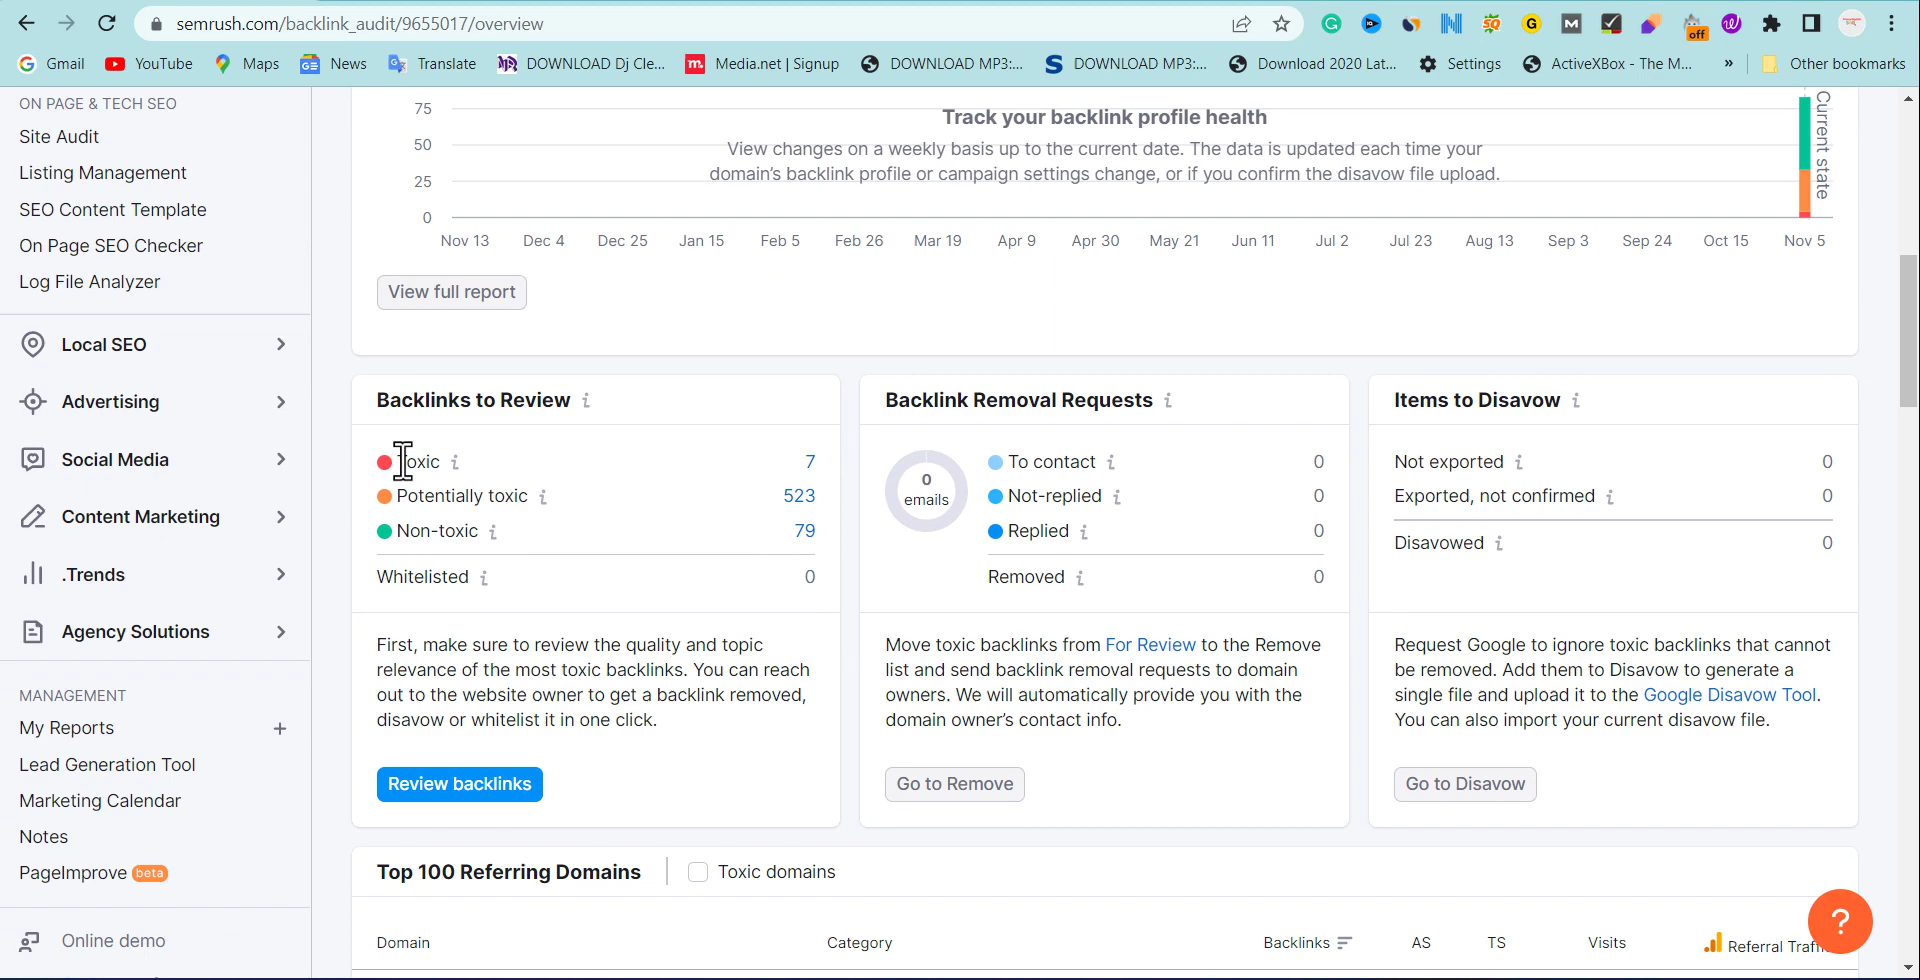 semrush.com/backlink_audit/9655017/overview
off
Gmail
YouTube
Maps
News
Translate
DOWNLOAD Dj Cle...
Media.net | Signup
DOWNLOAD MP3:...
DOWNLOAD MP3:...
Download 2020 Lat...
Settings
ActiveXBox - The M...
»
Other bookmarks
ON PAGE & TECH SEO
Site Audit
Listing Management
SEO Content Template
On Page SEO Checker
Log File Analyzer
Local SEO
Advertising
Social Media
Content Marketing
.Trends
Agency Solutions
MANAGEMENT
My Reports
Lead Generation Tool
Marketing Calendar
Notes
PageImprove beta
Online demo
75
50
25
0
Track your backlink profile health
View changes on a weekly basis up to the current date. The data is updated each time your
domain's backlink profile or campaign settings change, or if you confirm the disavow file upload.
Current state
Nov 13 Dec 4 Dec 25 Jan 15 Feb 5 Feb 26 Mar 19 Apr 9 Apr 30 May 21 Jun 11 Jul 2 Jul 23 Aug 13 Sep 3 Sep 24 Oct 15 Nov 5
View full report
Backlinks to Review i
Toxic i 7
Potentially toxic i 523
Non-toxic i 79
Whitelisted i 0
First, make sure to review the quality and topic
relevance of the most toxic backlinks. You can reach
out to the website owner to get a backlink removed,
disavow or whitelist it in one click.
Review backlinks
Backlink Removal Requests i
0
emails
To contact i 0
Not-replied i 0
Replied i 0
Removed i 0
Move toxic backlinks from For Review to the Remove
list and send backlink removal requests to domain
owners. We will automatically provide you with the
domain owner's contact info.
Go to Remove
Items to Disavow i
Not exported i 0
Exported, not confirmed i 0
Disavowed i 0
Request Google to ignore toxic backlinks that cannot
be removed. Add them to Disavow to generate a
single file and upload it to the Google Disavow Tool.
You can also import your current disavow file.
Go to Disavow
Top 100 Referring Domains
Toxic domains
Domain Category Backlinks AS TS Visits Referral
?